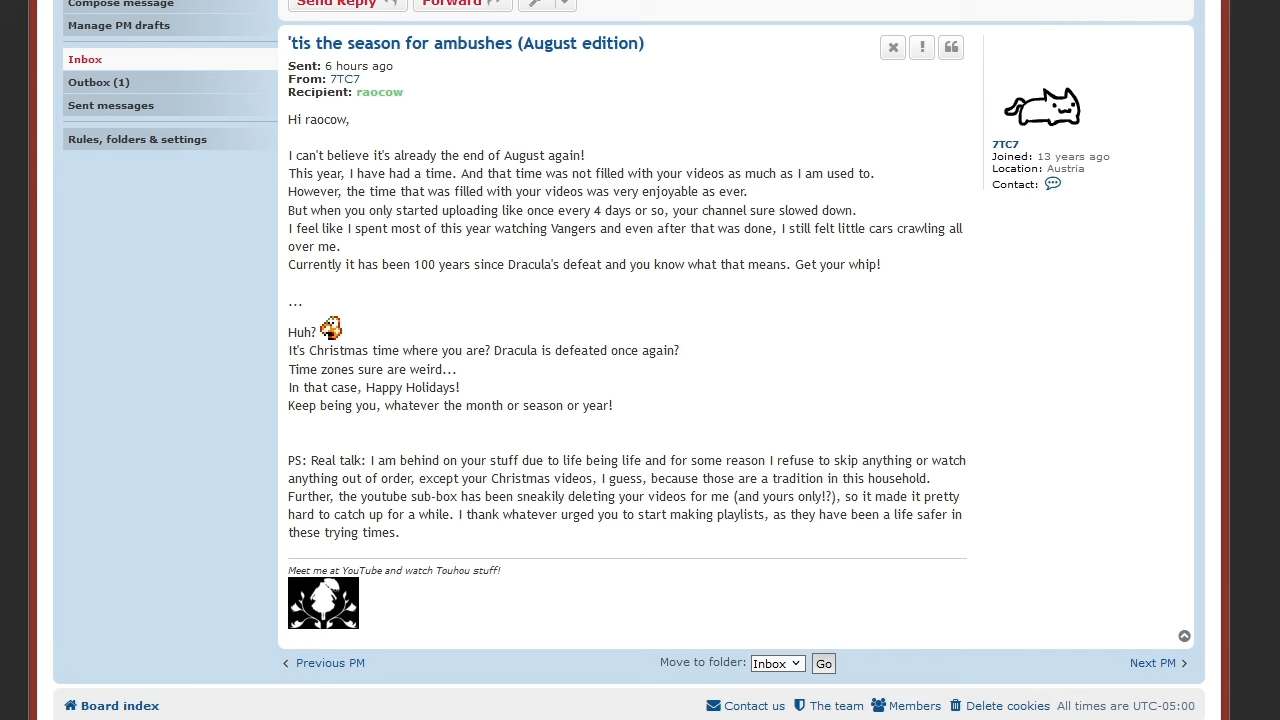 Compose message
Send Reply
Forward
Manage PM drafts
Inbox
Outbox (1)
Sent messages
Rules, folders & settings
'tis the season for ambushes (August edition)
Sent: 6 hours ago
From: 7TC7
Recipient: raocow
Hi raocow,
I can't believe it's already the end of August again!
This year, I have had a time. And that time was not filled with your videos as much as I am used to.
However, the time that was filled with your videos was very enjoyable as ever.
But when you only started uploading like once every 4 days or so, your channel sure slowed down.
I feel like I spent most of this year watching Vangers and even after that was done, I still felt little cars crawling all
over me.
Currently it has been 100 years since Dracula's defeat and you know what that means. Get your whip!
...
Huh?
It's Christmas time where you are? Dracula is defeated once again?
Time zones sure are weird...
In that case, Happy Holidays!
Keep being you, whatever the month or season or year!
PS: Real talk: I am behind on your stuff due to life being life and for some reason I refuse to skip anything or watch
anything out of order, except your Christmas videos, I guess, because those are a tradition in this household.
Further, the youtube sub-box has been sneakily deleting your videos for me (and yours only!?), so it made it pretty
hard to catch up for a while. I thank whatever urged you to start making playlists, as they have been a life safer in
these trying times.
Meet me at YouTube and watch Touhou stuff!
7TC7
Joined: 13 years ago
Location: Austria
Contact:
Previous PM
Move to folder: Inbox Go
Next PM
Board index
Contact us
The team
Members
Delete cookies
All times are UTC-05:00